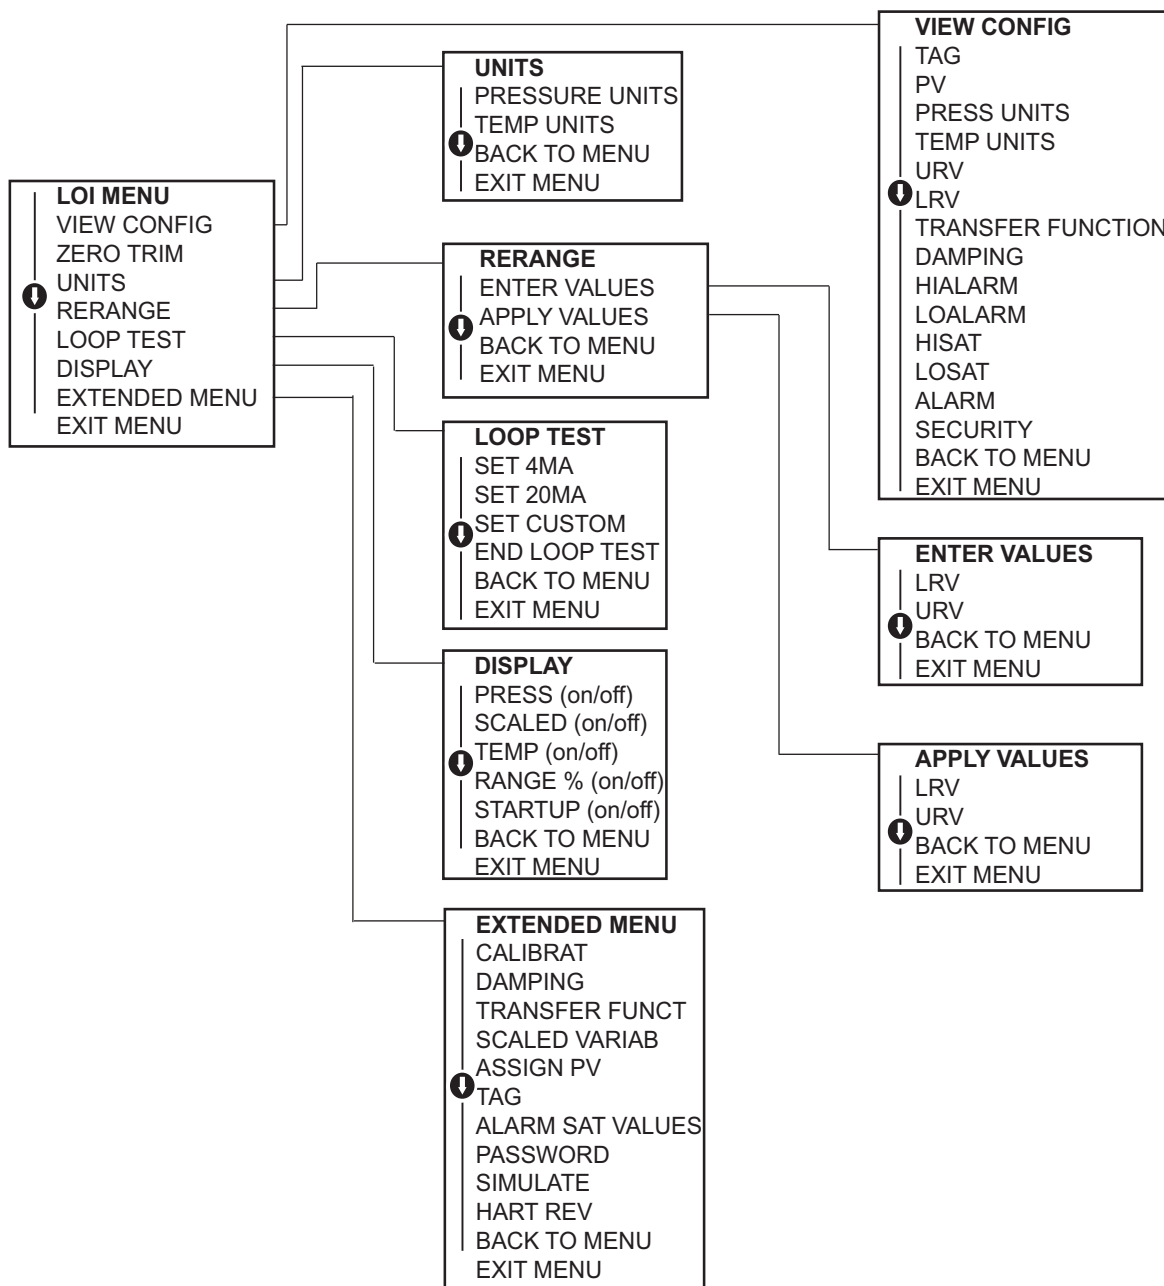 LOI MENU
VIEW CONFIG
ZERO TRIM
UNITS
RERANGE
LOOP TEST
DISPLAY
EXTENDED MENU
EXIT MENU
UNITS
PRESSURE UNITS
TEMP UNITS
BACK TO MENU
EXIT MENU
RERANGE
ENTER VALUES
APPLY VALUES
BACK TO MENU
EXIT MENU
LOOP TEST
SET 4MA
SET 20MA
SET CUSTOM
END LOOP TEST
BACK TO MENU
EXIT MENU
DISPLAY
PRESS (on/off)
SCALED (on/off)
TEMP (on/off)
RANGE % (on/off)
STARTUP (on/off)
BACK TO MENU
EXIT MENU
EXTENDED MENU
CALIBRAT
DAMPING
TRANSFER FUNCT
SCALED VARIAB
ASSIGN PV
TAG
ALARM SAT VALUES
PASSWORD
SIMULATE
HART REV
BACK TO MENU
EXIT MENU
VIEW CONFIG
TAG
PV
PRESS UNITS
TEMP UNITS
URV
LRV
TRANSFER FUNCTION
DAMPING
HIALARM
LOALARM
HISAT
LOSAT
ALARM
SECURITY
BACK TO MENU
EXIT MENU
ENTER VALUES
LRV
URV
BACK TO MENU
EXIT MENU
APPLY VALUES
LRV
URV
BACK TO MENU
EXIT MENU